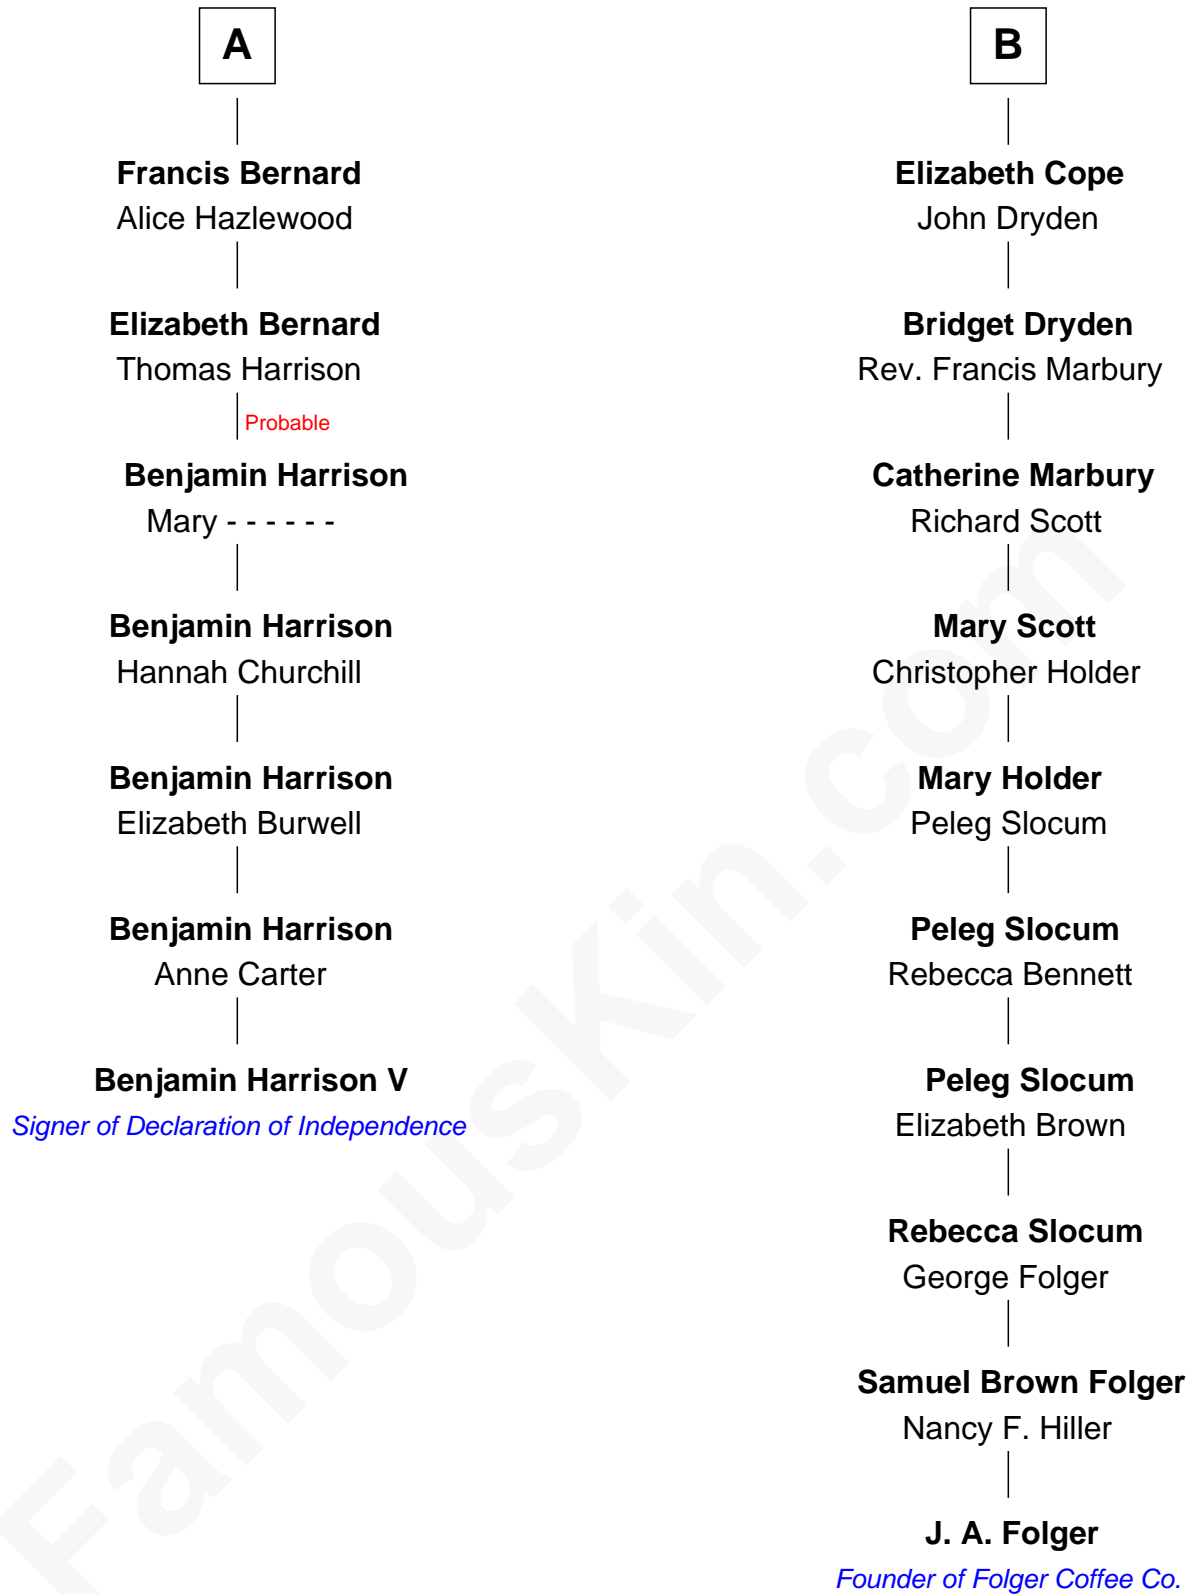 A
Francis Bernard
Alice Hazlewood
Elizabeth Bernard
Thomas Harrison
Probable
Benjamin Harrison
Mary - - - - - -
Benjamin Harrison
Hannah Churchill
Benjamin Harrison
Elizabeth Burwell
Benjamin Harrison
Anne Carter
Benjamin Harrison V
Signer of Declaration of Independence
B
Elizabeth Cope
John Dryden
Bridget Dryden
Rev. Francis Marbury
Catherine Marbury
Richard Scott
Mary Scott
Christopher Holder
Mary Holder
Peleg Slocum
Peleg Slocum
Rebecca Bennett
Peleg Slocum
Elizabeth Brown
Rebecca Slocum
George Folger
Samuel Brown Folger
Nancy F. Hiller
J. A. Folger
Founder of Folger Coffee Co.
FamousKin.com